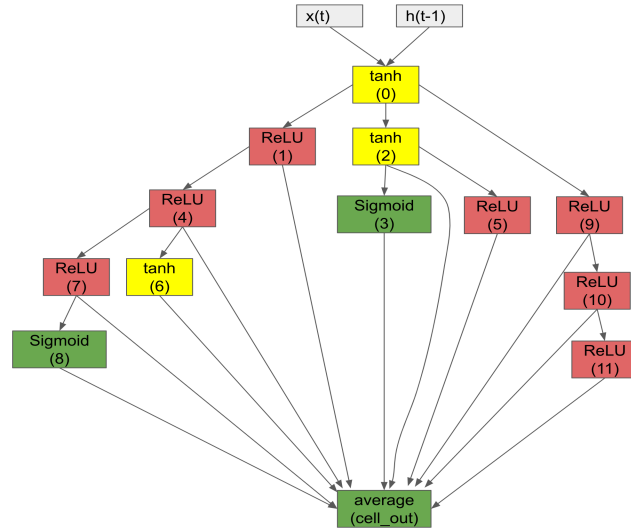 x(t)
h(t-1)
tanh
(0)
ReLU
(1)
tanh
(2)
ReLU
(4)
Sigmoid
(3)
ReLU
(5)
ReLU
(9)
ReLU
(7)
tanh
(6)
ReLU
(10)
Sigmoid
(8)
ReLU
(11)
average
(cell_out)